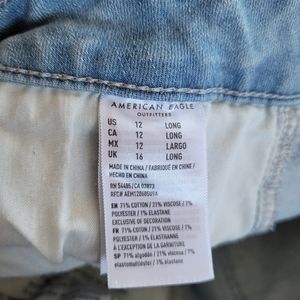 AMERICAN EAGLE
OUTFITTERS
US 12 LONG
CA 12 LONG
MX 12 LARGO
UK 16 LONG
MADE IN CHINA / FABRIQUÉ EN CHINE /
HECHO EN CHINA
RN 54485/CA 07873
EN 71% COTTON / 21% VISCOSE / 7%
POLYESTER / 1% ELASTANE
EXCLUSIVE OF DECORATION
FR 71% COTON / 21% VISCOSE / 7%
POLYESTER / 1% ELASTANE
À L'EXCEPTION DE LA GARNITURE
SP 71% algodón / 21% viscosa / 7%